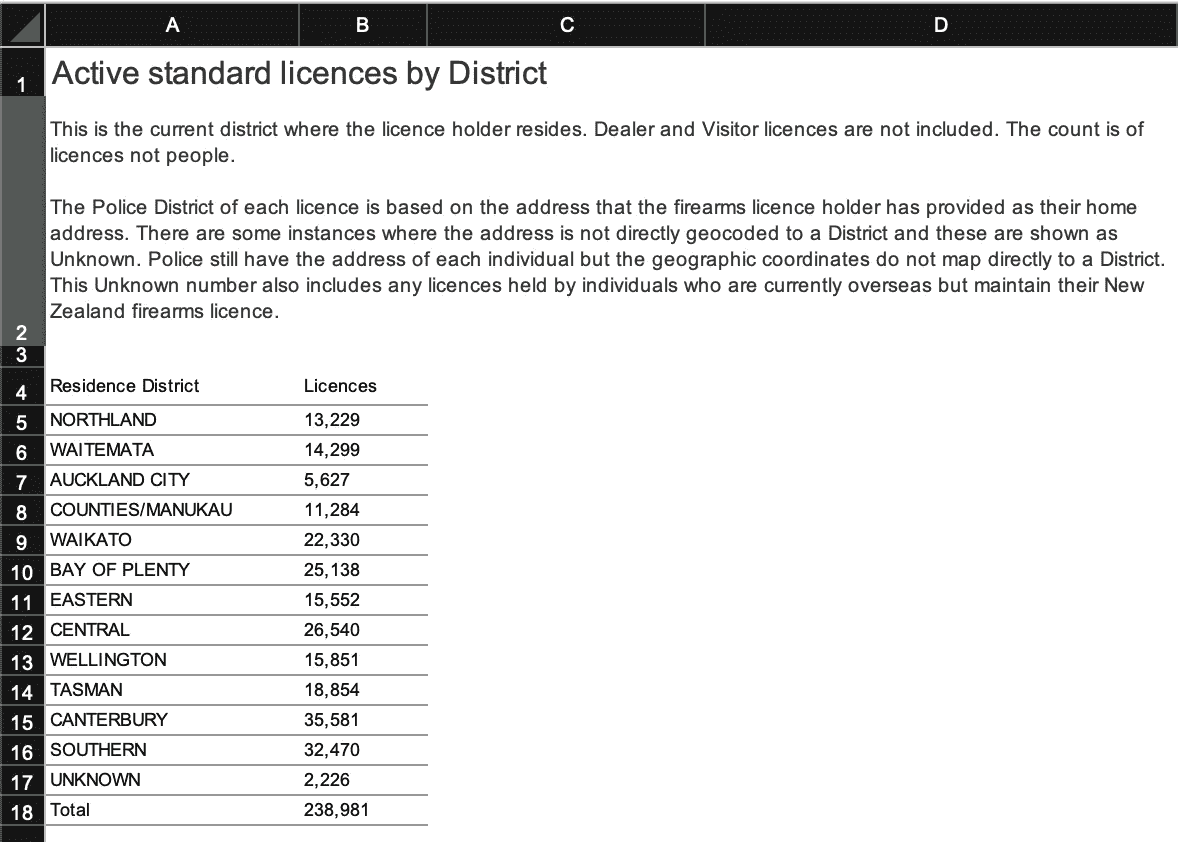 A B C D
1 Active standard licences by District
This is the current district where the licence holder resides. Dealer and Visitor licences are not included. The count is of
licences not people.
The Police District of each licence is based on the address that the firearms licence holder has provided as their home
address. There are some instances where the address is not directly geocoded to a District and these are shown as
Unknown. Police still have the address of each individual but the geographic coordinates do not map directly to a District.
This Unknown number also includes any licences held by individuals who are currently overseas but maintain their New
Zealand firearms licence.
2
3
4 Residence District Licences
5 NORTHLAND 13,229
6 WAITEMATA 14,299
7 AUCKLAND CITY 5,627
8 COUNTIES/MANUKAU 11,284
9 WAIKATO 22,330
10 BAY OF PLENTY 25,138
11 EASTERN 15,552
12 CENTRAL 26,540
13 WELLINGTON 15,851
14 TASMAN 18,854
15 CANTERBURY 35,581
16 SOUTHERN 32,470
17 UNKNOWN 2,226
18 Total 238,981